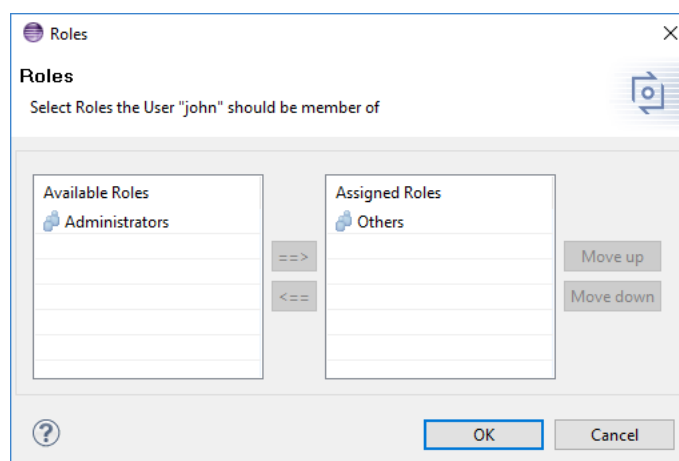 Roles
Roles
Select Roles the User "john" should be member of
Available Roles
Administrators
Assigned Roles
Others
==>
<==
Move up
Move down
?
OK
Cancel